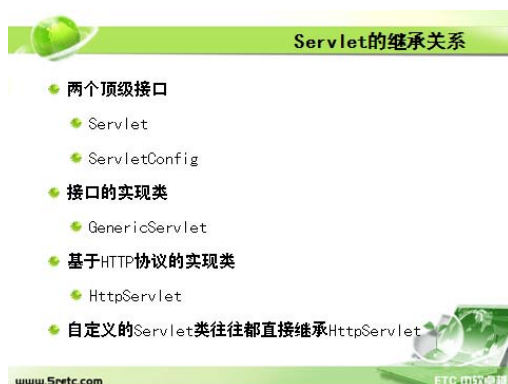 Servlet的继承关系
两个顶级接口
Servlet
ServletConfig
接口的实现类
GenericServlet
基于HTTP协议的实现类
HttpServlet
自定义的Servlet类往往都直接继承HttpServlet
www.5retc.com
ETC